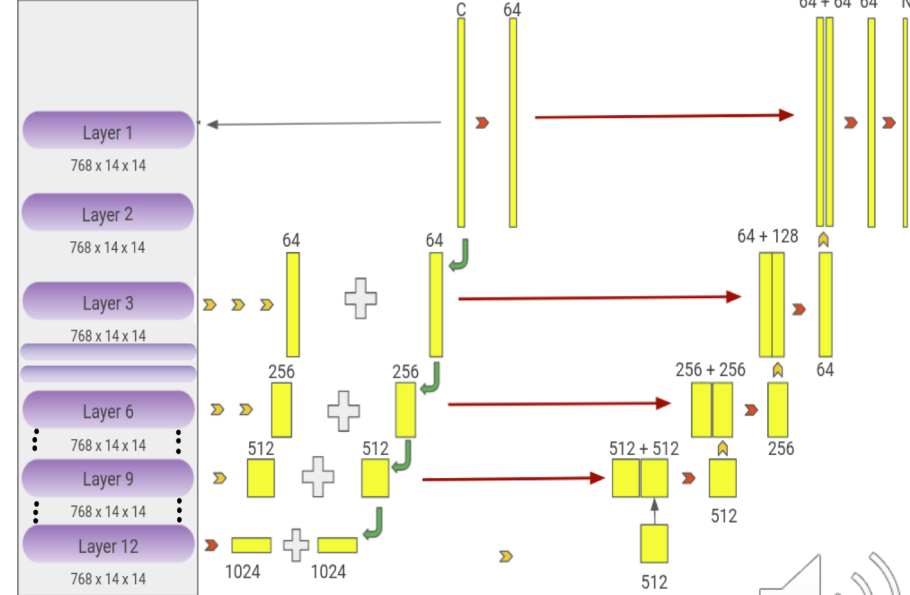 C 64 64 + 64 64 N
Layer 1
768 x 14 x 14
Layer 2
768 x 14 x 14
64 64 64 + 128
Layer 3
768 x 14 x 14
256 256 256 + 256 64
Layer 6
768 x 14 x 14
512 512 512 + 512 256
Layer 9
768 x 14 x 14
512
Layer 12
1024 1024 512
768 x 14 x 14